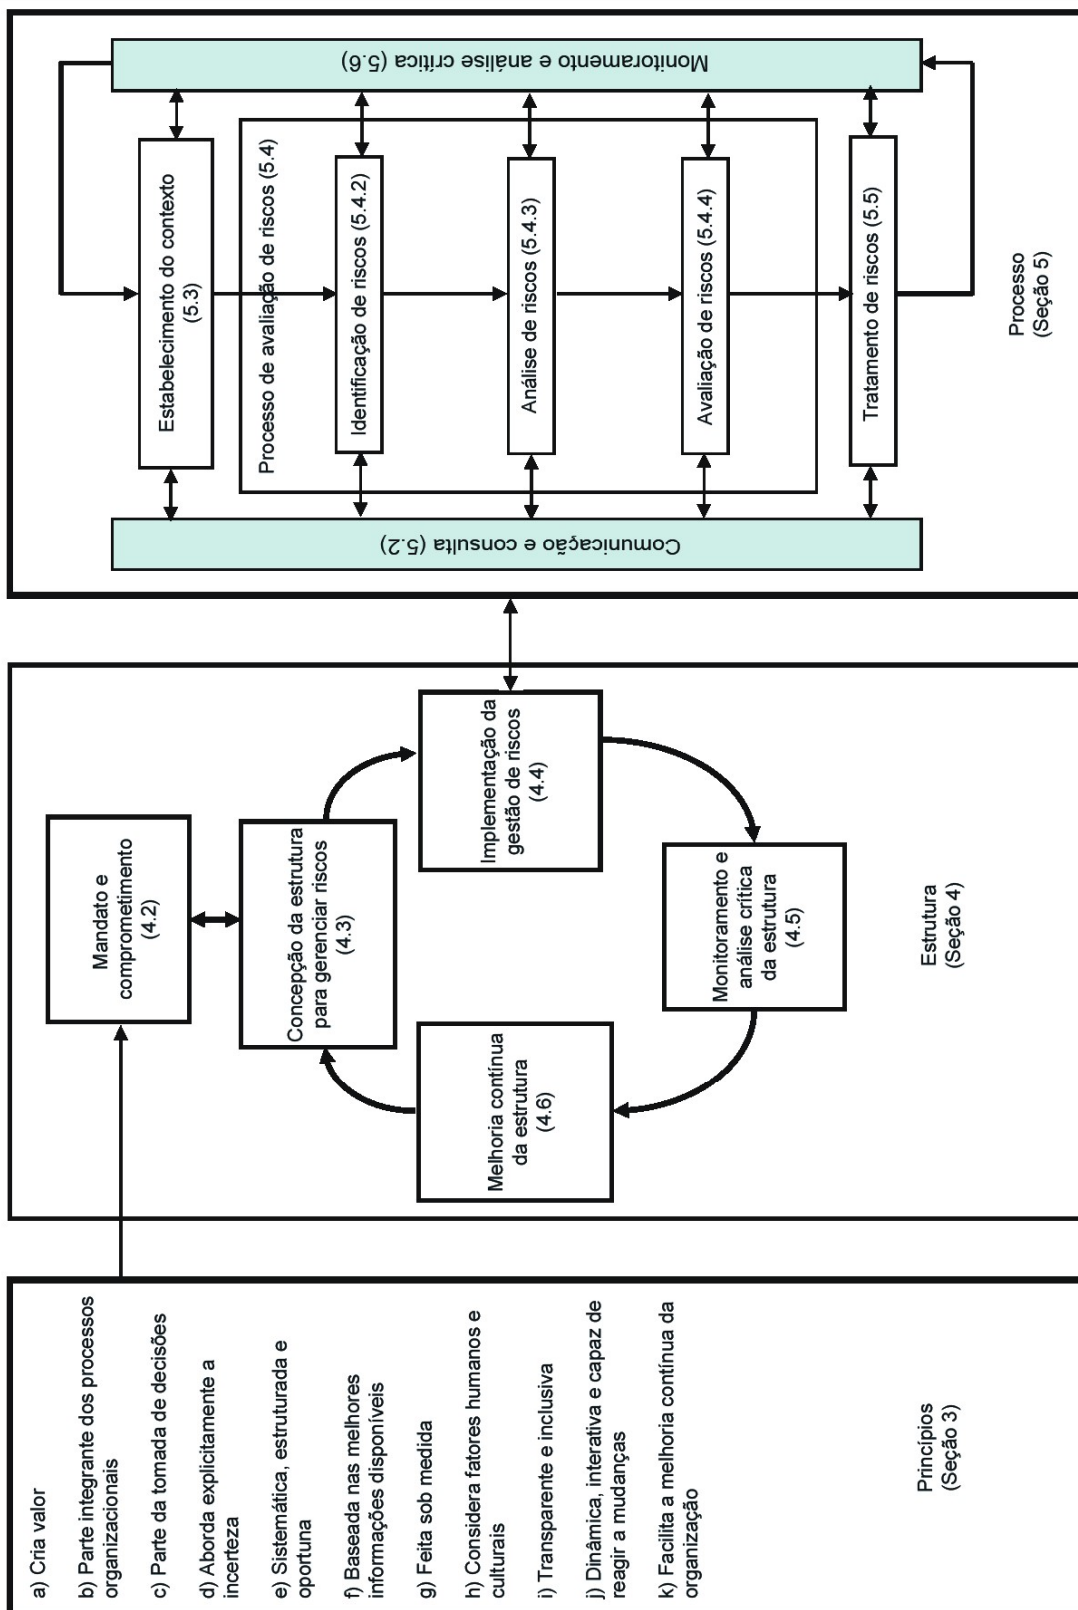 a) Cria valor
b) Parte integrante dos processos
organizacionais
c) Parte da tomada de decisões
d) Aborda explicitamente a
incerteza
e) Sistemática, estruturada e
oportuna
f) Baseada nas melhores
informações disponíveis
g) Feita sob medida
h) Considera fatores humanos e
culturais
i) Transparente e inclusiva
j) Dinâmica, interativa e capaz de
reagir a mudanças
k) Facilita a melhoria contínua da
organização
Princípios
(Seção 3)
Mandato e
comprometimento
(4.2)
Concepção da estrutura
para gerenciar riscos
(4.3)
Implementação da
gestão de riscos
(4.4)
Monitoramento e
análise crítica
da estrutura
(4.5)
Melhoria contínua
da estrutura
(4.6)
Estrutura
(Seção 4)
Comunicação e consulta (5.2)
Estabelecimento do contexto
(5.3)
Processo de avaliação de riscos (5.4)
Identificação de riscos (5.4.2)
Análise de riscos (5.4.3)
Avaliação de riscos (5.4.4)
Tratamento de riscos (5.5)
Monitoramento e análise crítica (5.6)
Processo
(Seção 5)